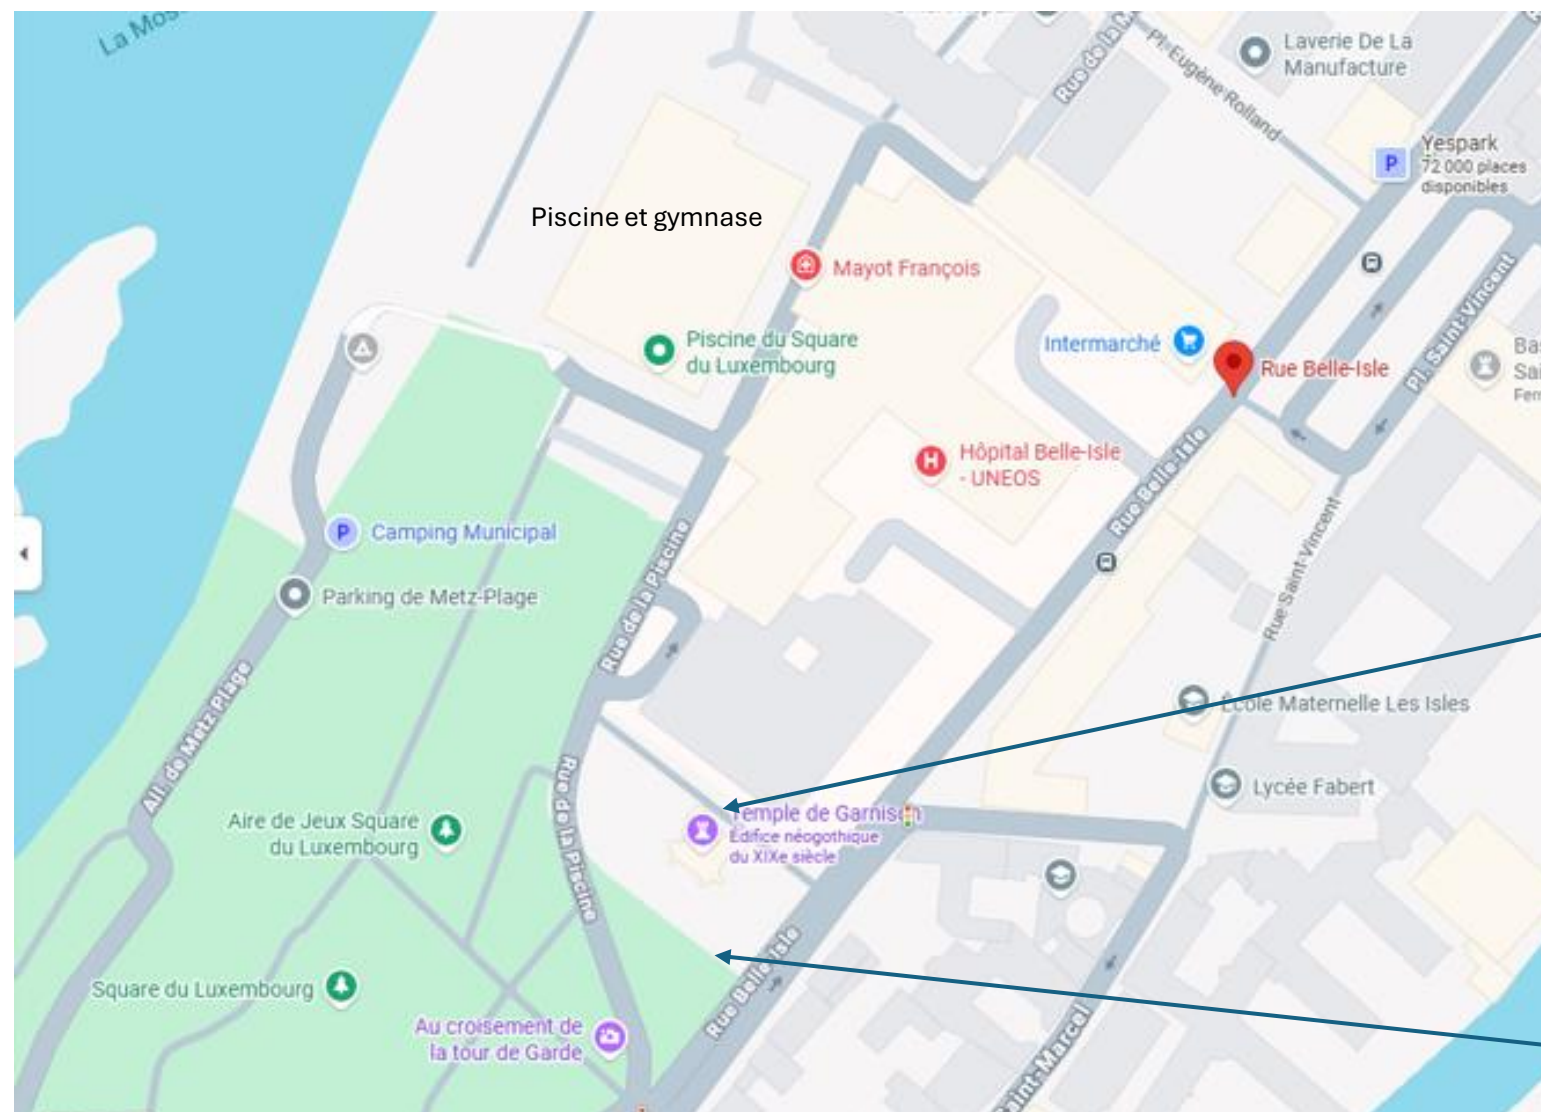 La Mos
Rue de la M
Pl. Eugène Rolland
Laverie De La
Manufacture
P
Yespark
72 000 places
disponibles
Piscine et gymnase
Mayot François
Piscine du Square
du Luxembourg
Intermarché
Rue Belle-Isle
Pl. Saint-Vincent
Ba
Sai
Fer
H
Hôpital Belle-Isle
- UNEOS
Rue Belle-Isle
P
Camping Municipal
Parking de Metz-Plage
Rue de la Piscine
Rue Saint-Vincent
All. de Metz Plage
École Maternelle Les Isles
Lycée Fabert
Temple de Garnison
Édifice néogothique
du XIXe siècle
Aire de Jeux Square
du Luxembourg
Rue de la Piscine
Square du Luxembourg
Rue Belle-Isle
Au croisement de
la tour de Garde
aint-Marcel